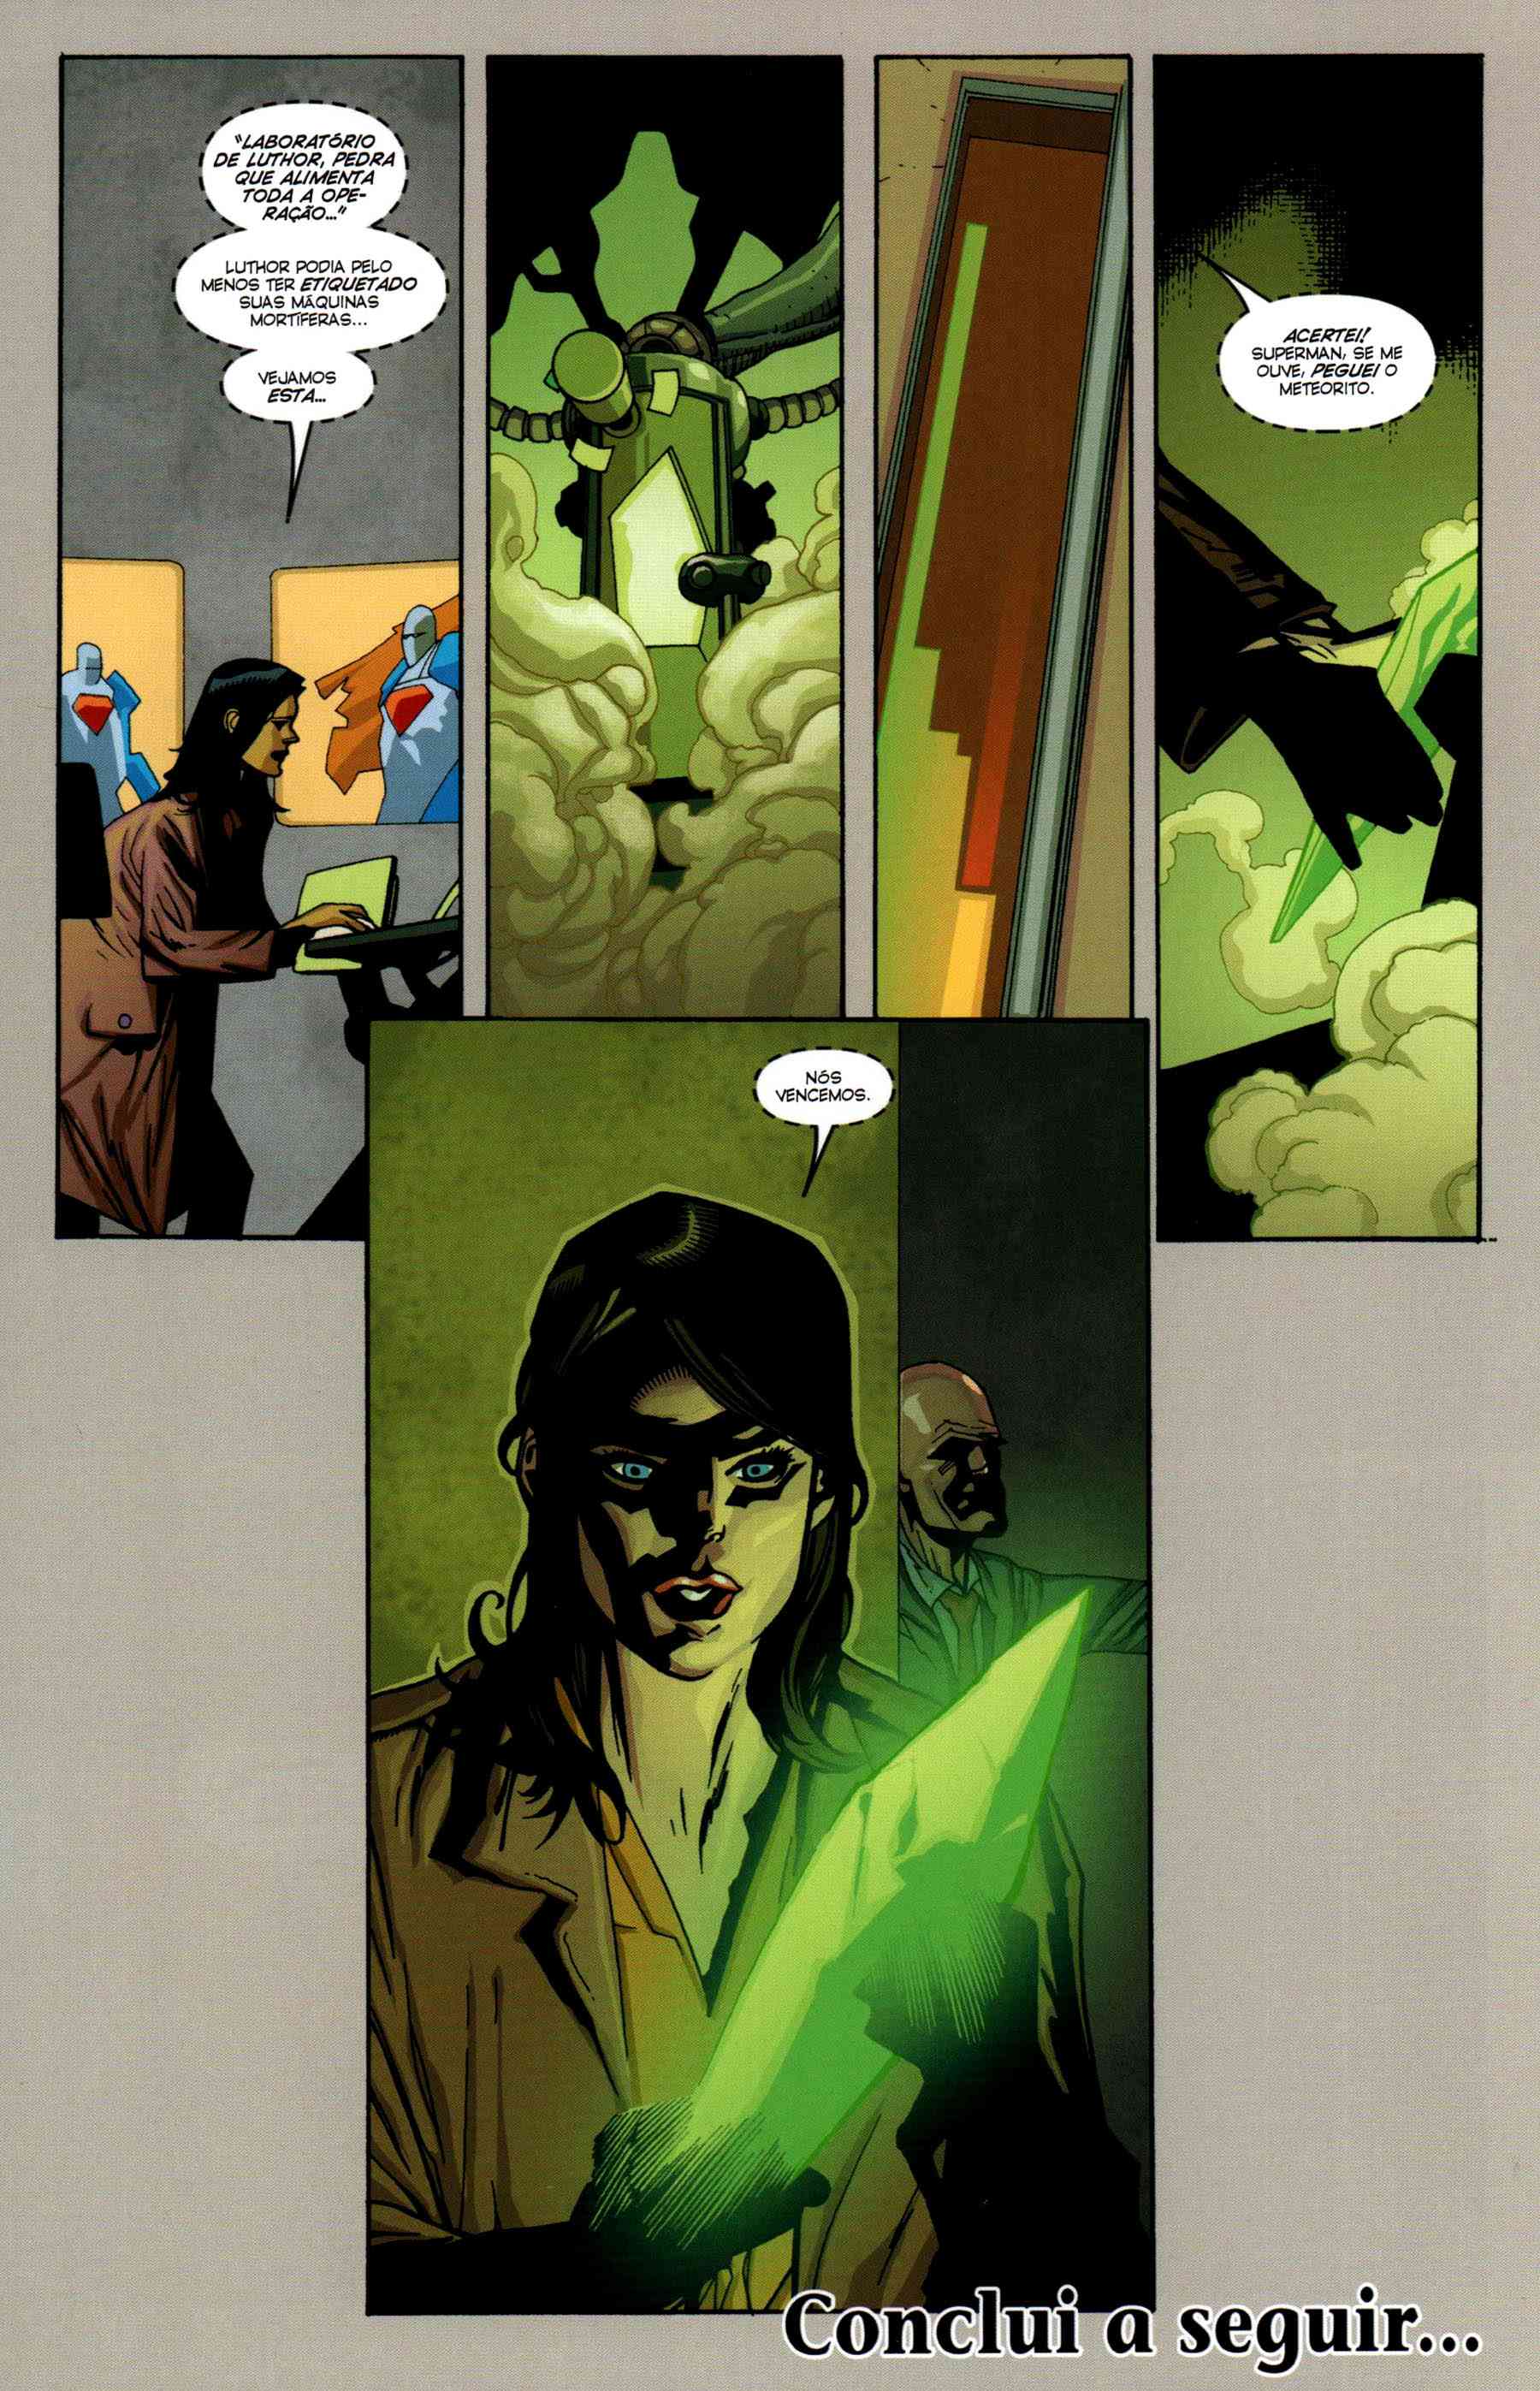 "LABORATÓRIO
DE LUTHOR, PEDRA
QUE ALIMENTA
TODA A OPE-
RAÇÃO..."
LUTHOR PODIA PELO
MENOS TER ETIQUETADO
SUAS MÁQUINAS
MORTÍFERAS...
VEJAMOS
ESTA...
ACERTEI!
SUPERMAN, SE ME
OUVE, PEGUEI O
METEORITO.
NÓS
VENCEMOS.
Conclui a seguir...